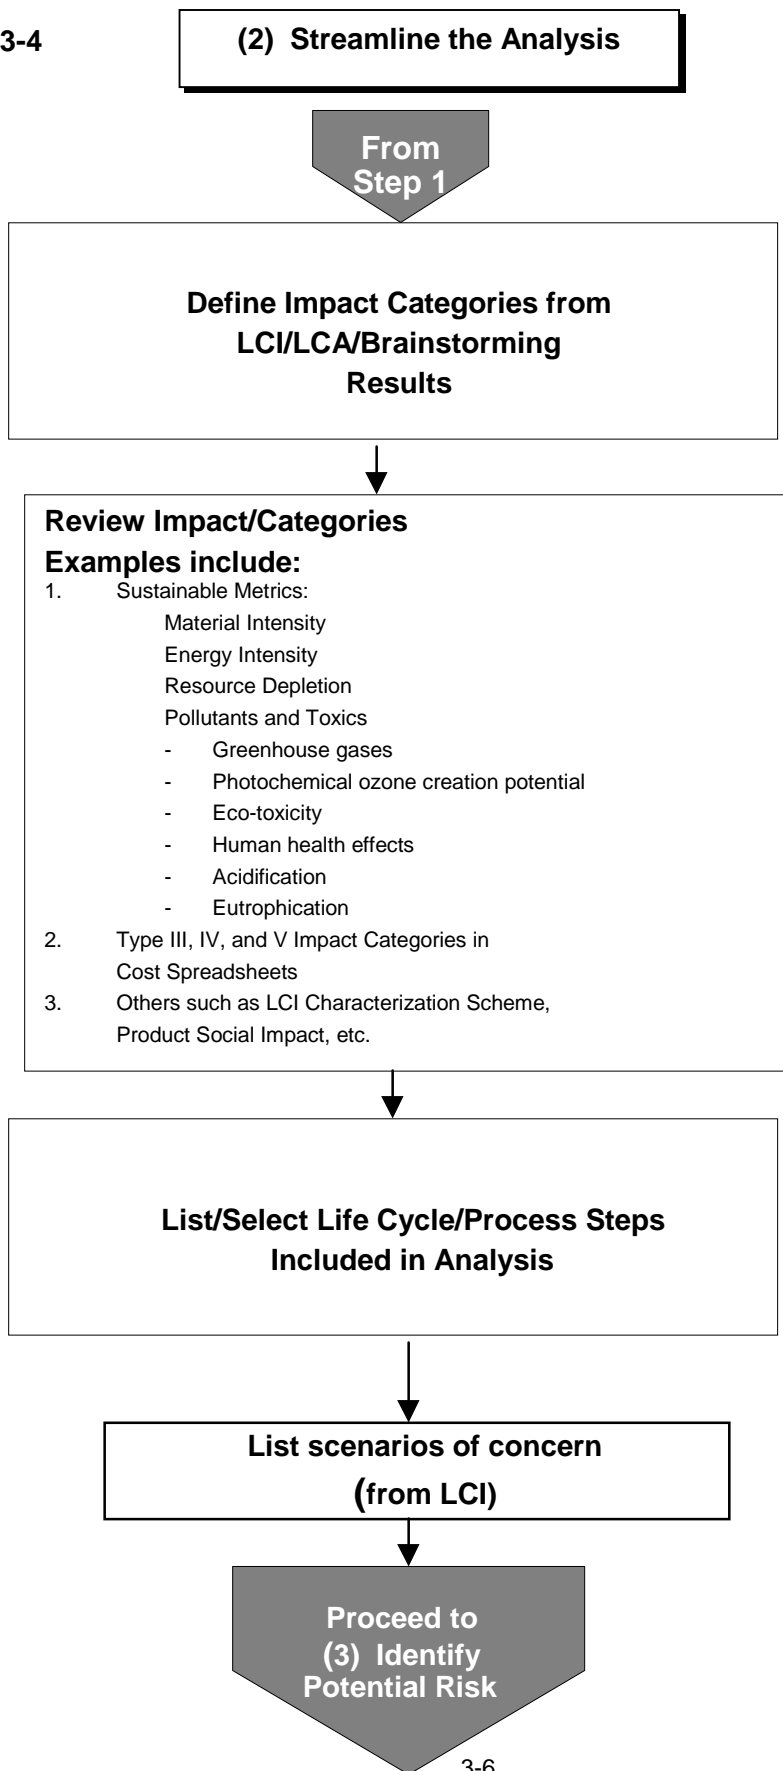 3-4
(2) Streamline the Analysis
From
Step 1
Define Impact Categories from
LCI/LCA/Brainstorming
Results
Review Impact/Categories
Examples include:
1. Sustainable Metrics:
Material Intensity
Energy Intensity
Resource Depletion
Pollutants and Toxics
- Greenhouse gases
- Photochemical ozone creation potential
- Eco-toxicity
- Human health effects
- Acidification
- Eutrophication
2. Type III, IV, and V Impact Categories in
Cost Spreadsheets
3. Others such as LCI Characterization Scheme,
Product Social Impact, etc.
List/Select Life Cycle/Process Steps
Included in Analysis
List scenarios of concern
(from LCI)
Proceed to
(3) Identify
Potential Risk
3-6